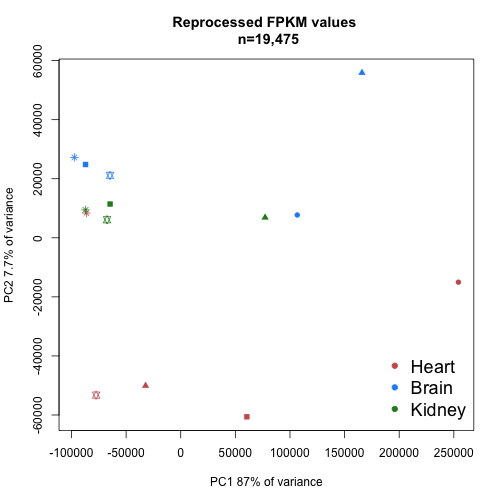 Reprocessed FPKM values
n=19,475
60000
40000
20000
0
-20000
-40000
-60000
PC2 7.7% of variance
Heart
Brain
Kidney
-100000 -50000 0 50000 100000 150000 200000 250000
PC1 87% of variance